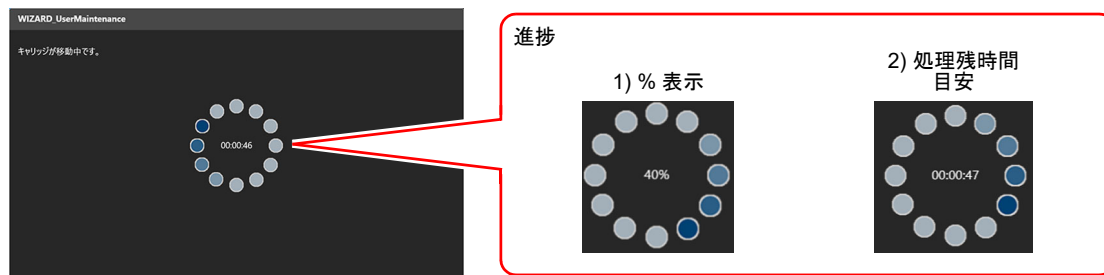 WIZARD_UserMaintenance
キャリッジが移動中です。
00:00:46
進捗
1) % 表示
40%
2) 処理残時間
目安
00:00:47